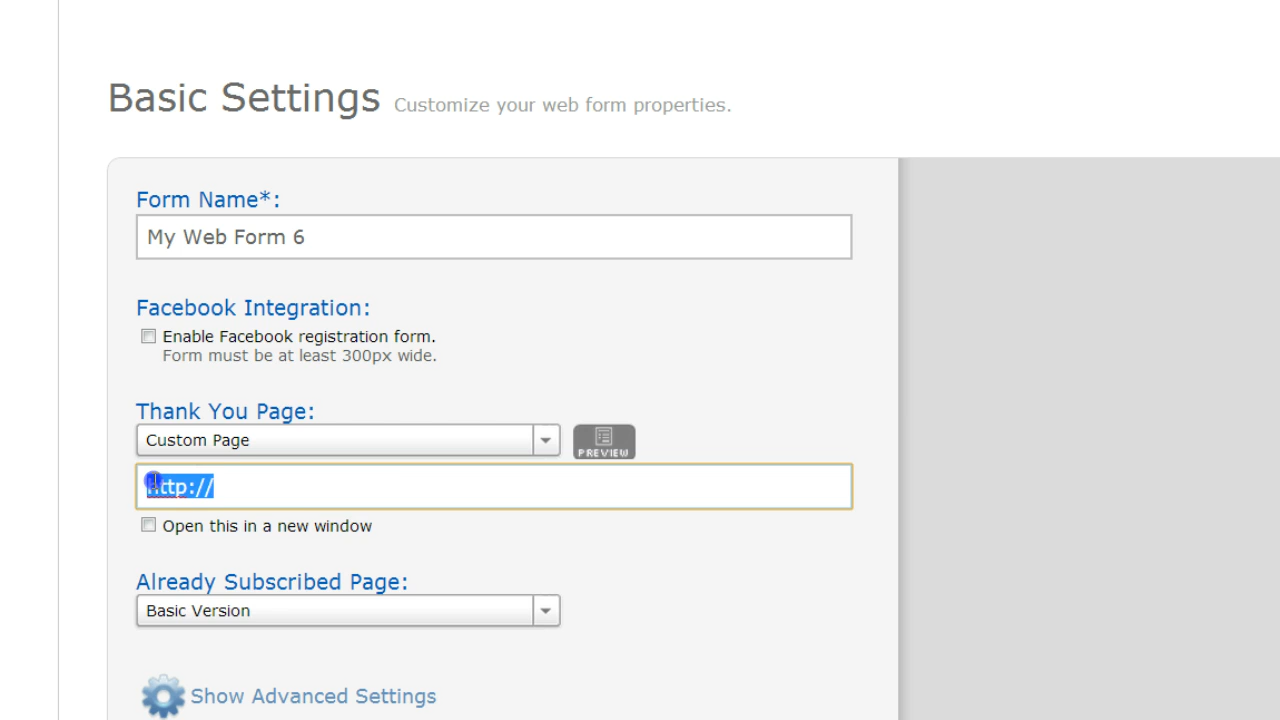 Basic Settings Customize your web form properties.
Form Name*:
My Web Form 6
Facebook Integration:
Enable Facebook registration form.
Form must be at least 300px wide.
Thank You Page:
Custom Page
PREVIEW
http://
Open this in a new window
Already Subscribed Page:
Basic Version
Show Advanced Settings